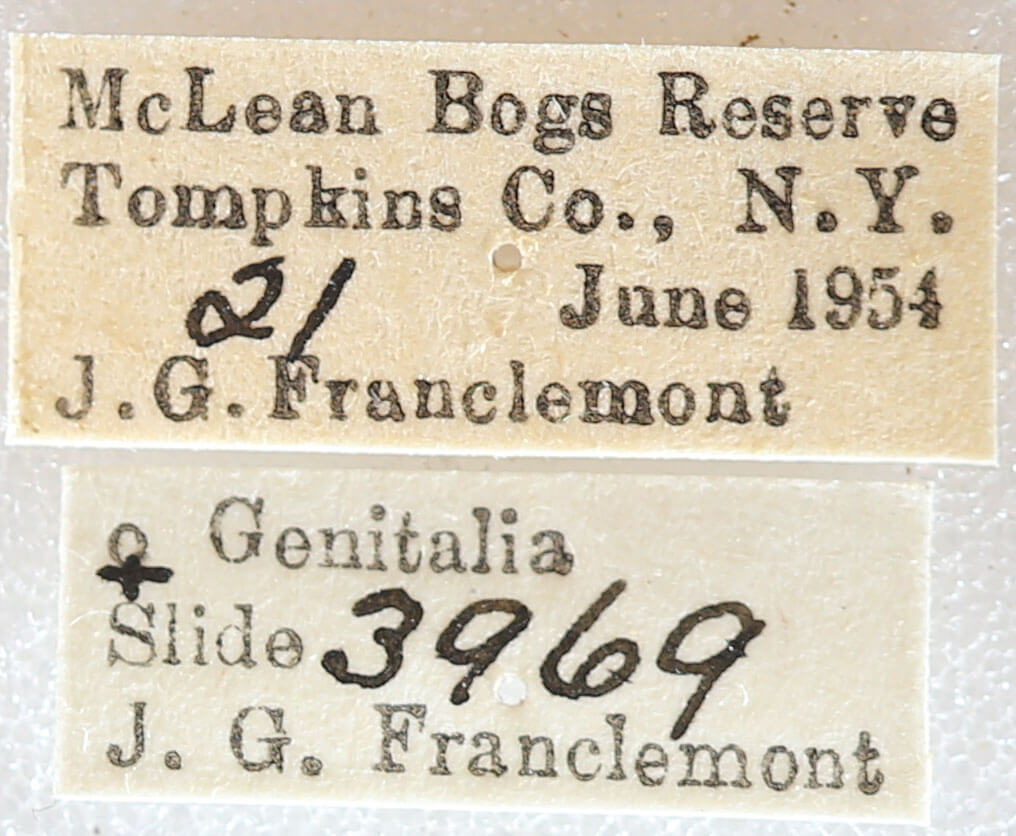 McLean Bogs Reserve
Tompkins Co., N.Y.
21 June 1954
J.G. Franclemont
♀ Genitalia
Slide 3969
J. G. Franclemont